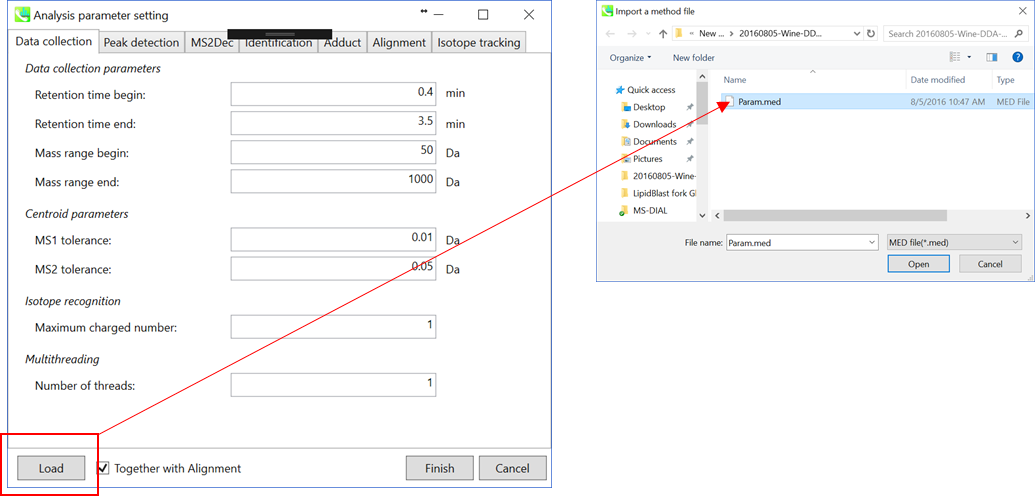 Analysis parameter setting
Data collection Peak detection MS2Dec Identification Adduct Alignment Isotope tracking
Data collection parameters
Retention time begin: 0.4 min
Retention time end: 3.5 min
Mass range begin: 50 Da
Mass range end: 1000 Da
Centroid parameters
MS1 tolerance: 0.01 Da
MS2 tolerance: 0.05 Da
Isotope recognition
Maximum charged number: 1
Multithreading
Number of threads: 1
Load Together with Alignment Finish Cancel
Import a method file
« New ... › 20160805-Wine-DD... Search 20160805-Wine-DDA-...
Organize New folder
Name Date modified Type
Quick access
Param.med 8/5/2016 10:47 AM MED File
Desktop
Downloads
Documents
Pictures
20160805-Wine-
LipidBlast fork G
MS-DIAL
File name: Param.med MED file(*.med)
Open Cancel